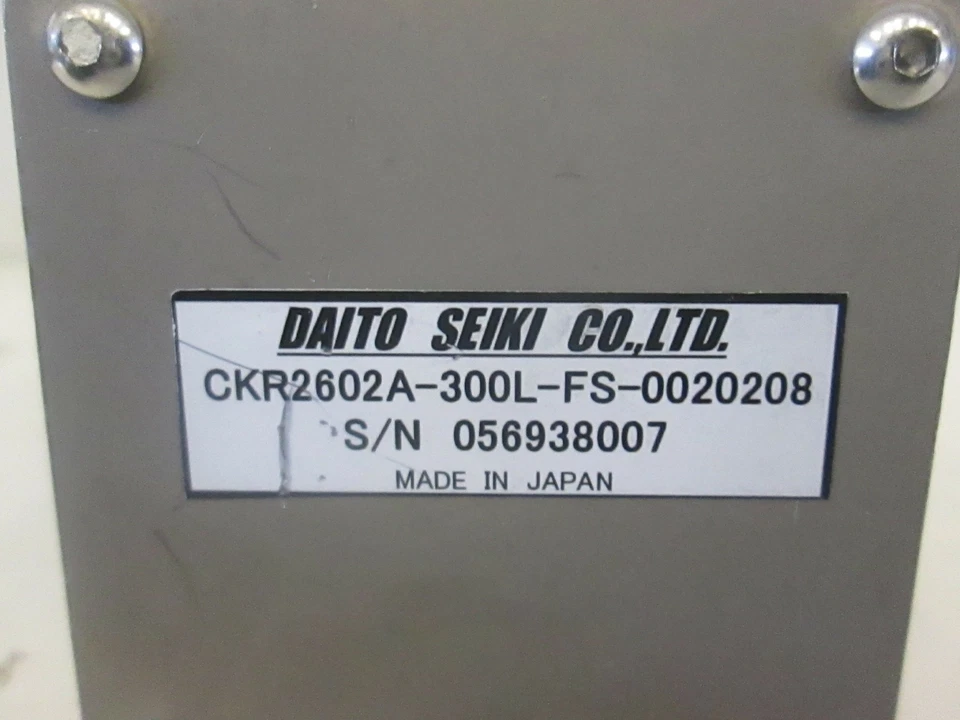 DAITO SEIKI CO.,LTD.
CKR2602A-300L-FS-0020208
S/N 056938007
MADE IN JAPAN